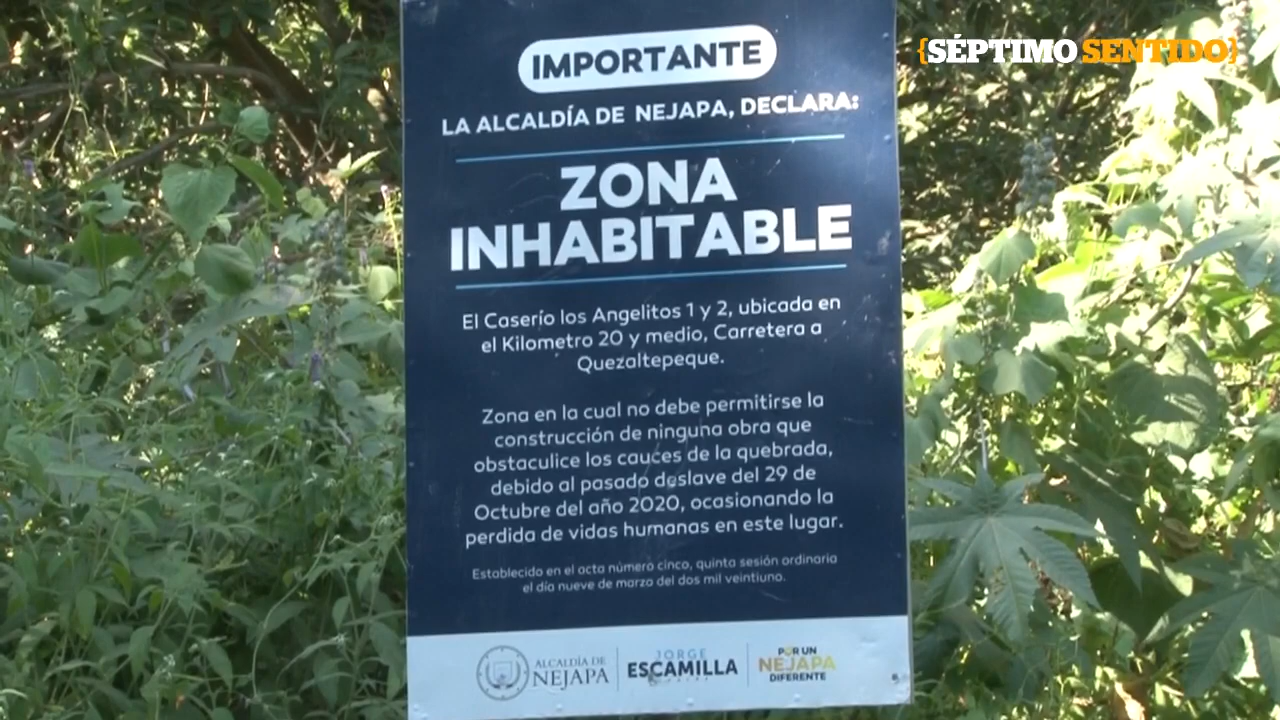 {SÉPTIMO SENTIDO}
IMPORTANTE
LA ALCALDÍA DE NEJAPA, DECLARA:
ZONA
INHABITABLE
El Caserío los Angelitos 1 y 2, ubicada en
el Kilometro 20 y medio, Carretera a
Quezaltepeque.
Zona en la cual no debe permitirse la
construcción de ninguna obra que
obstaculice los cauces de la quebrada,
debido al pasado deslave del 29 de
Octubre del año 2020, ocasionando la
perdida de vidas humanas en este lugar.
Establecido en el acta número cinco, quinta sesión ordinaria
el día nueve de marzo del dos mil veintiuno.
ALCALDÍA DE
NEJAPA
JORGE
ESCAMILLA
POR UN
NEJAPA
DIFERENTE